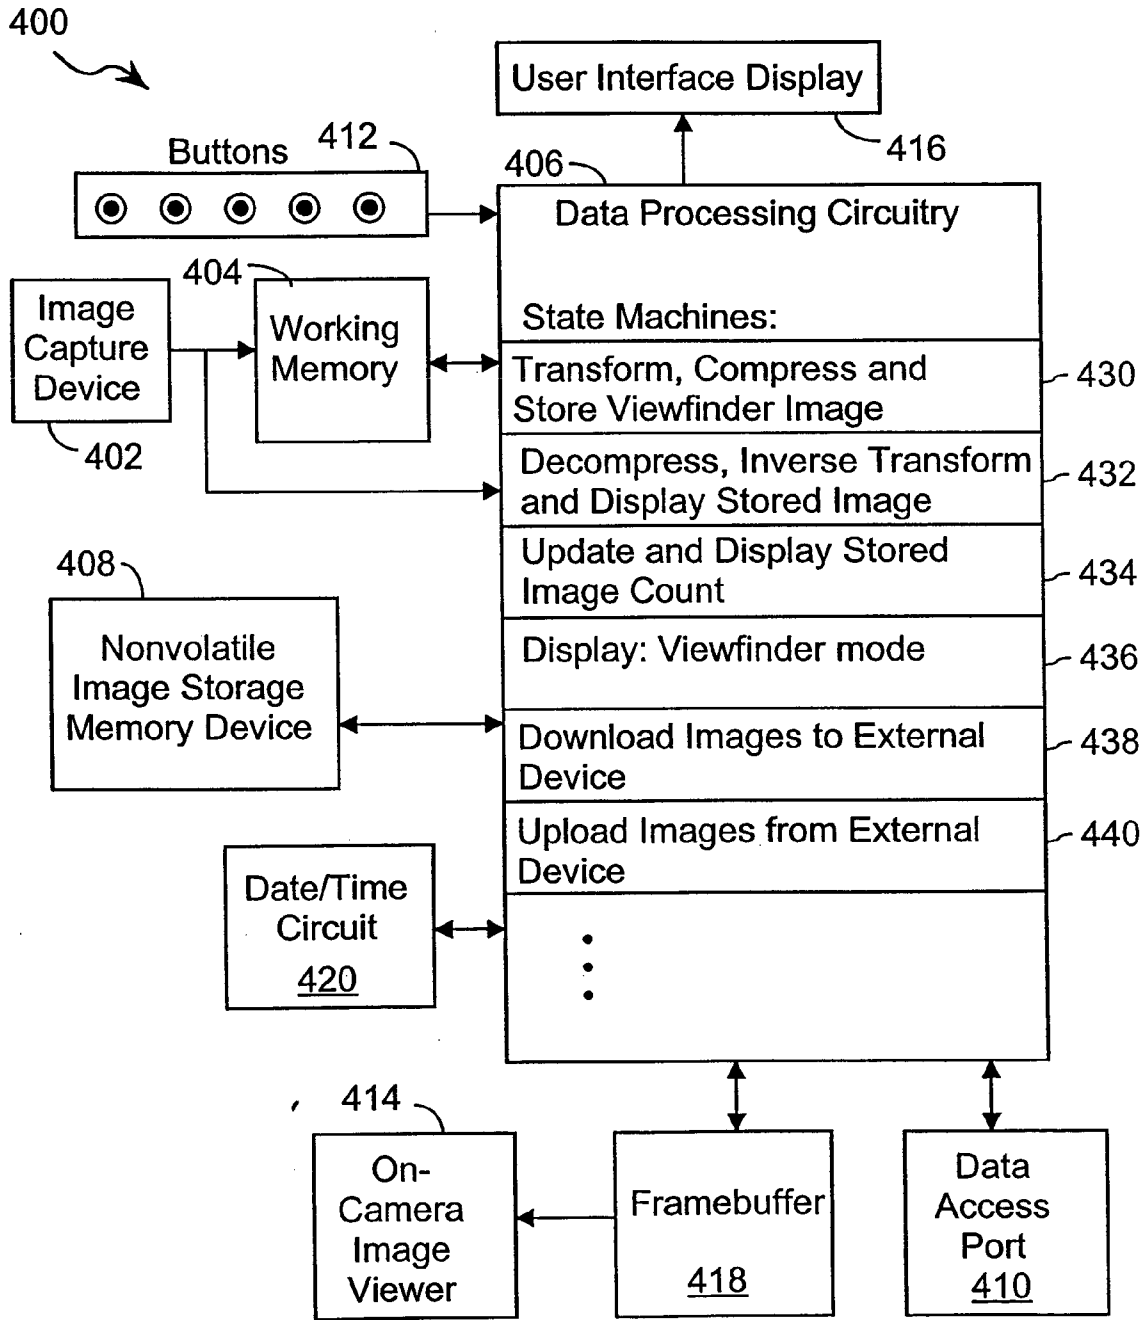 400
User Interface Display
416
Buttons
412
406
Data Processing Circuitry
State Machines:
Image
Capture
Device
402
404
Working
Memory
Transform, Compress and
Store Viewfinder Image
430
Decompress, Inverse Transform
and Display Stored Image
432
Update and Display Stored
Image Count
434
Display: Viewfinder mode
436
Download Images to External
Device
438
Upload Images from External
Device
440
408
Nonvolatile
Image Storage
Memory Device
Date/Time
Circuit
420
414
On-
Camera
Image
Viewer
Framebuffer
418
Data
Access
Port
410